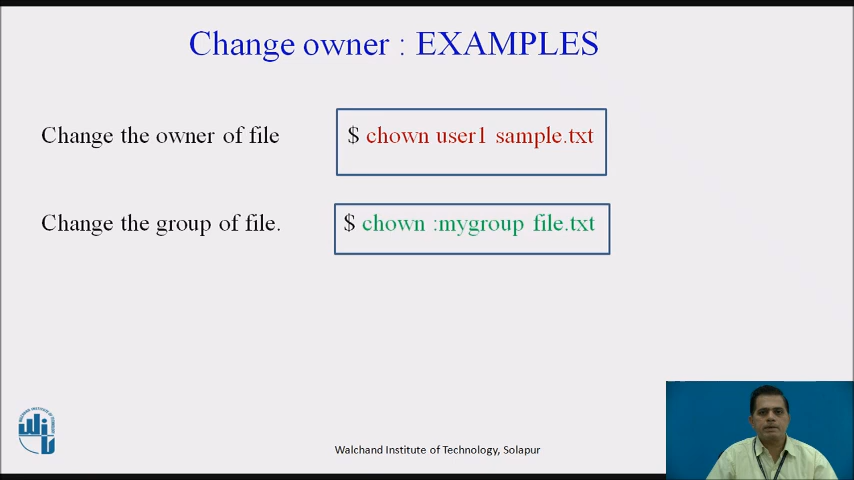 Change owner : EXAMPLES
Change the owner of file
$ chown user1 sample.txt
Change the group of file.
$ chown :mygroup file.txt
Walchand Institute of Technology, Solapur